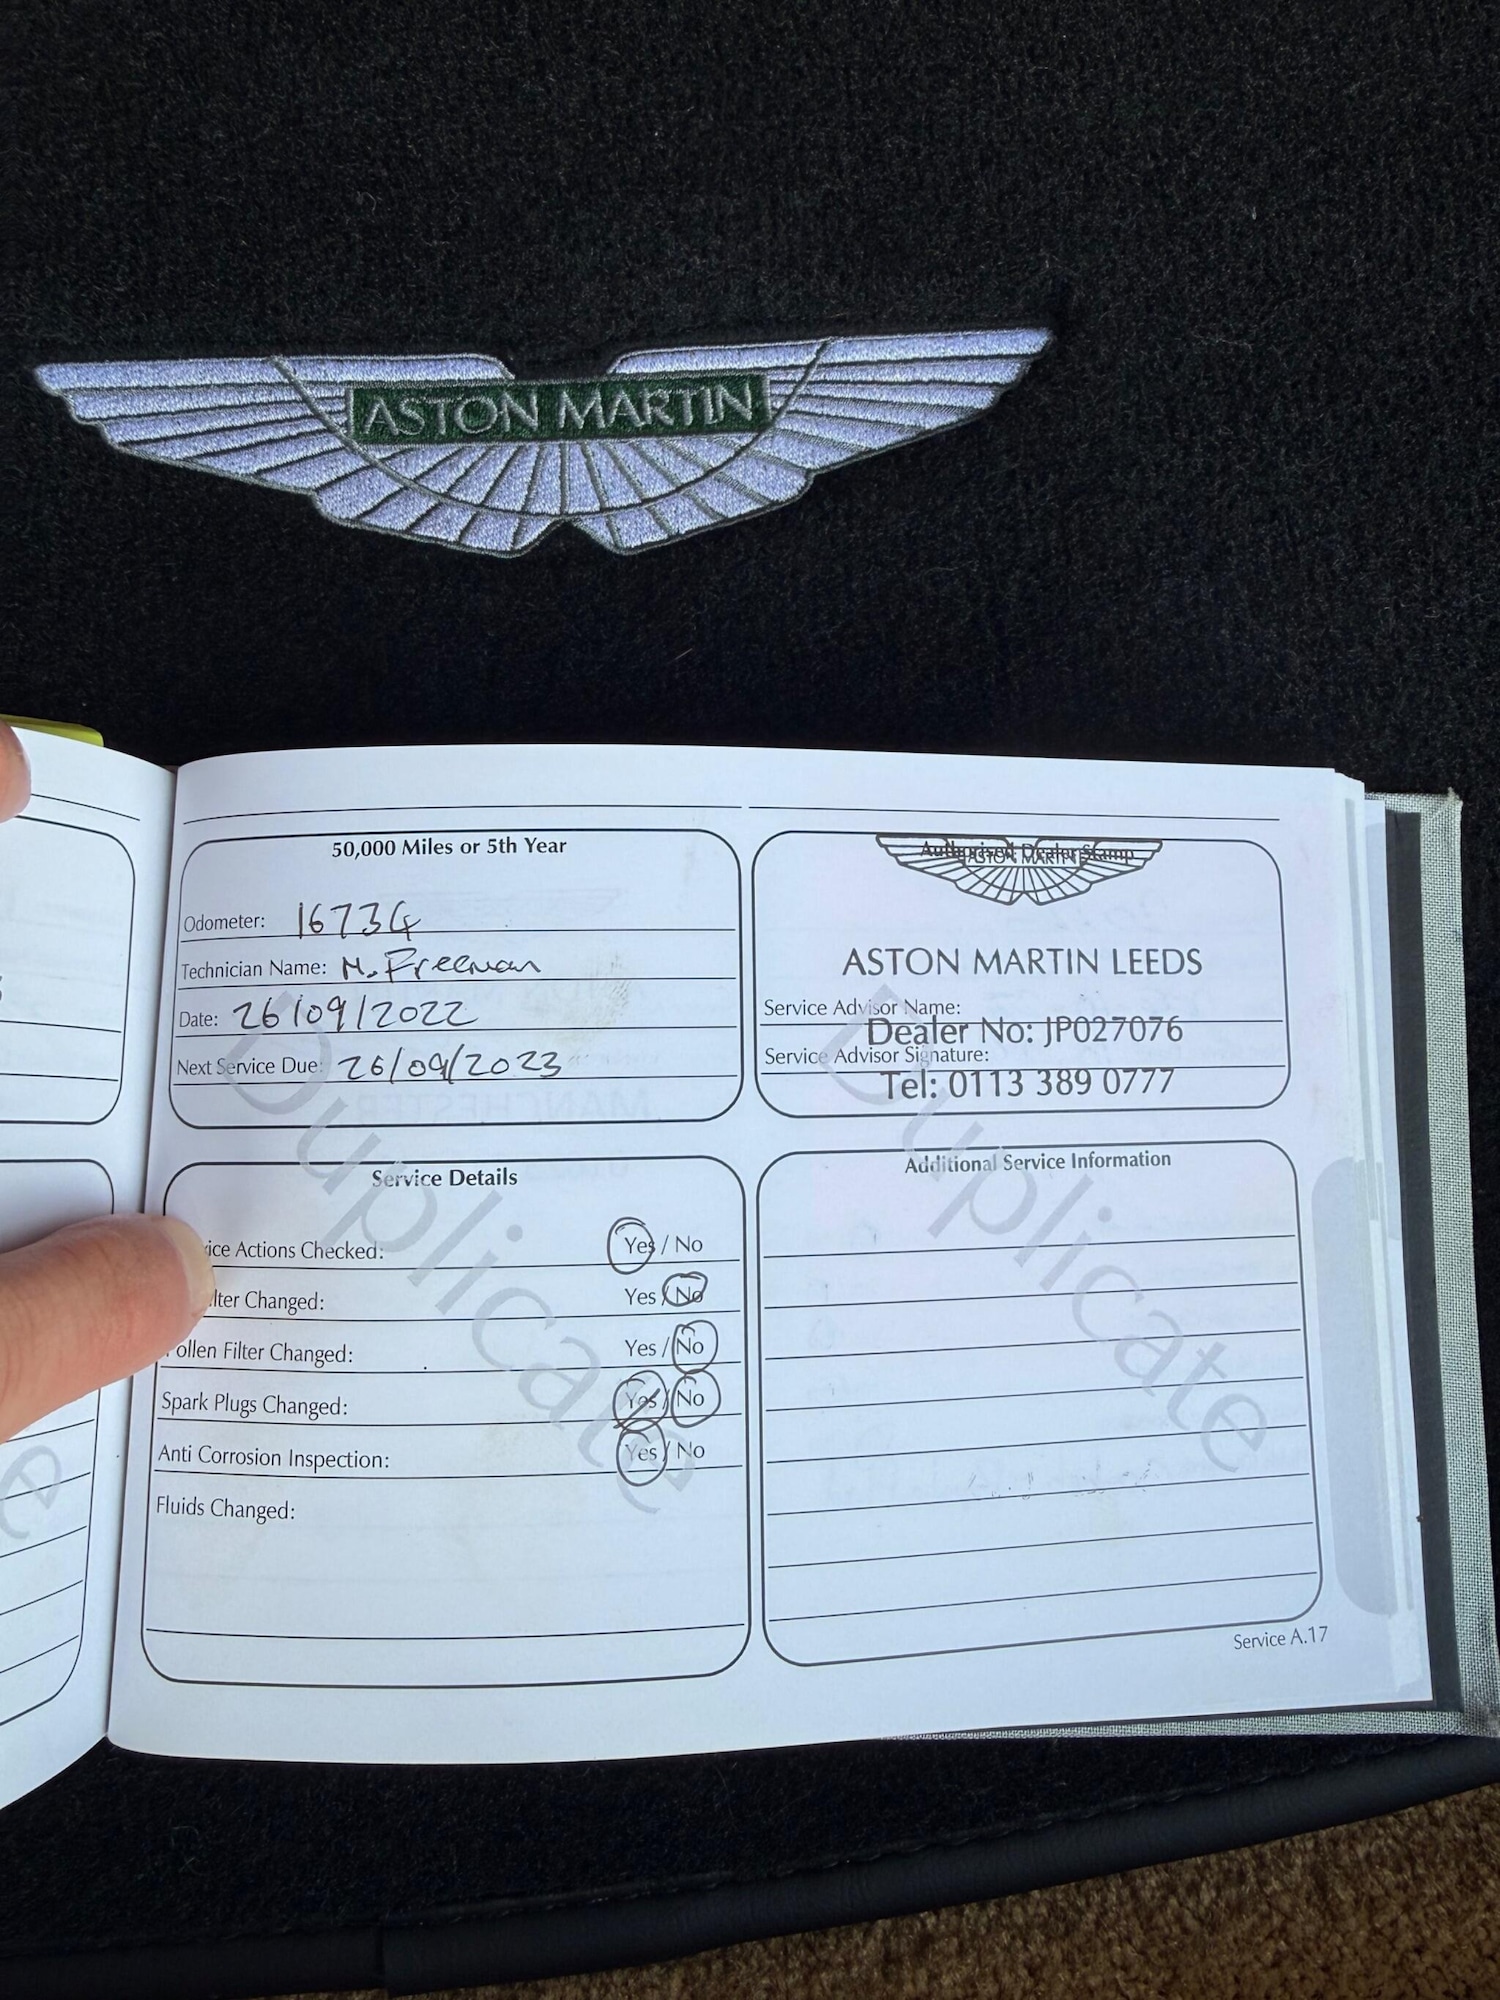 ASTON MARTIN
50,000 Miles or 5th Year
Odometer: 16734
Technician Name: M. Freeman
Date: 26/09/2022
Next Service Due: 26/09/2023
Authorised Dealer Stamp
ASTON MARTIN
ASTON MARTIN LEEDS
Service Advisor Name:
Dealer No: JP027076
Service Advisor Signature:
Tel: 0113 389 0777
Service Details
ice Actions Checked: Yes / No
lter Changed: Yes / No
ollen Filter Changed: Yes / No
Spark Plugs Changed: Yes / No
Anti Corrosion Inspection: Yes / No
Fluids Changed:
Additional Service Information
Duplicate
Duplicate
Service A.17